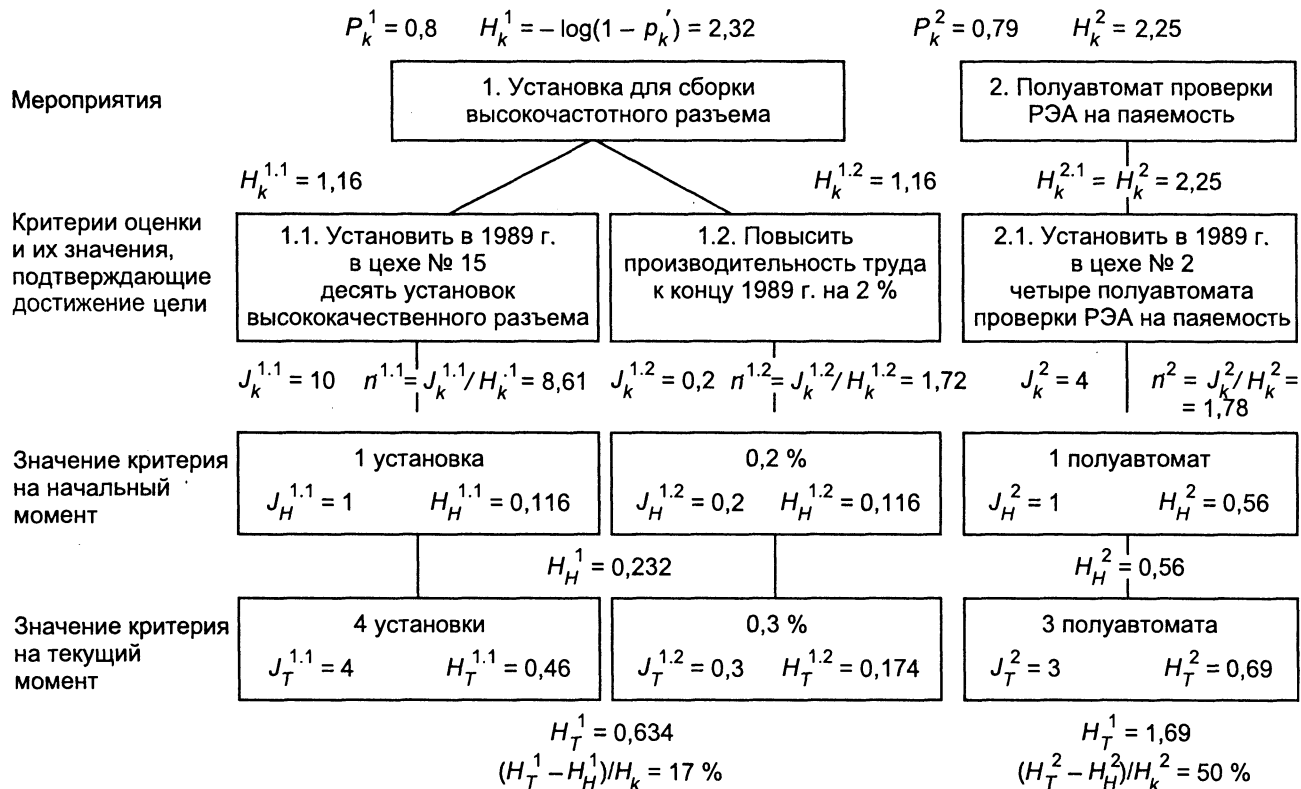 P_k^1 = 0,8 H_k^1 = – log(1 – p_k′) = 2,32 P_k^2 = 0,79 H_k^2 = 2,25
Мероприятия
1. Установка для сборки
высокочастотного разъема
2. Полуавтомат проверки
РЭА на паяемость
H_k^1.1 = 1,16 H_k^1.2 = 1,16 H_k^2.1 = H_k^2 = 2,25
Критерии оценки
и их значения,
подтверждающие
достижение цели
1.1. Установить в 1989 г.
в цехе № 15
десять установок
высококачественного разъема
1.2. Повысить
производительность труда
к концу 1989 г. на 2 %
2.1. Установить в 1989 г.
в цехе № 2
четыре полуавтомата
проверки РЭА на паяемость
J_k^1.1 = 10 n^1.1 = J_k^1.1/H_k^.1 = 8,61 J_k^1.2 = 0,2 n^1.2 = J_k^1.2/H_k^1.2 = 1,72 J_k^2 = 4 n^2 = J_k^2/H_k^2 =
= 1,78
Значение критерия
на начальный
момент
1 установка
J_H^1.1 = 1 H_H^1.1 = 0,116
0,2 %
J_H^1.2 = 0,2 H_H^1.2 = 0,116
1 полуавтомат
J_H^2 = 1 H_H^2 = 0,56
H_H^1 = 0,232 H_H^2 = 0,56
Значение критерия
на текущий
момент
4 установки
J_T^1.1 = 4 H_T^1.1 = 0,46
0,3 %
J_T^1.2 = 0,3 H_T^1.2 = 0,174
3 полуавтомата
J_T^2 = 3 H_T^2 = 0,69
H_T^1 = 0,634 H_T^1 = 1,69
(H_T^1 – H_H^1)/H_k = 17 % (H_T^2 – H_H^2)/H_k^2 = 50 %